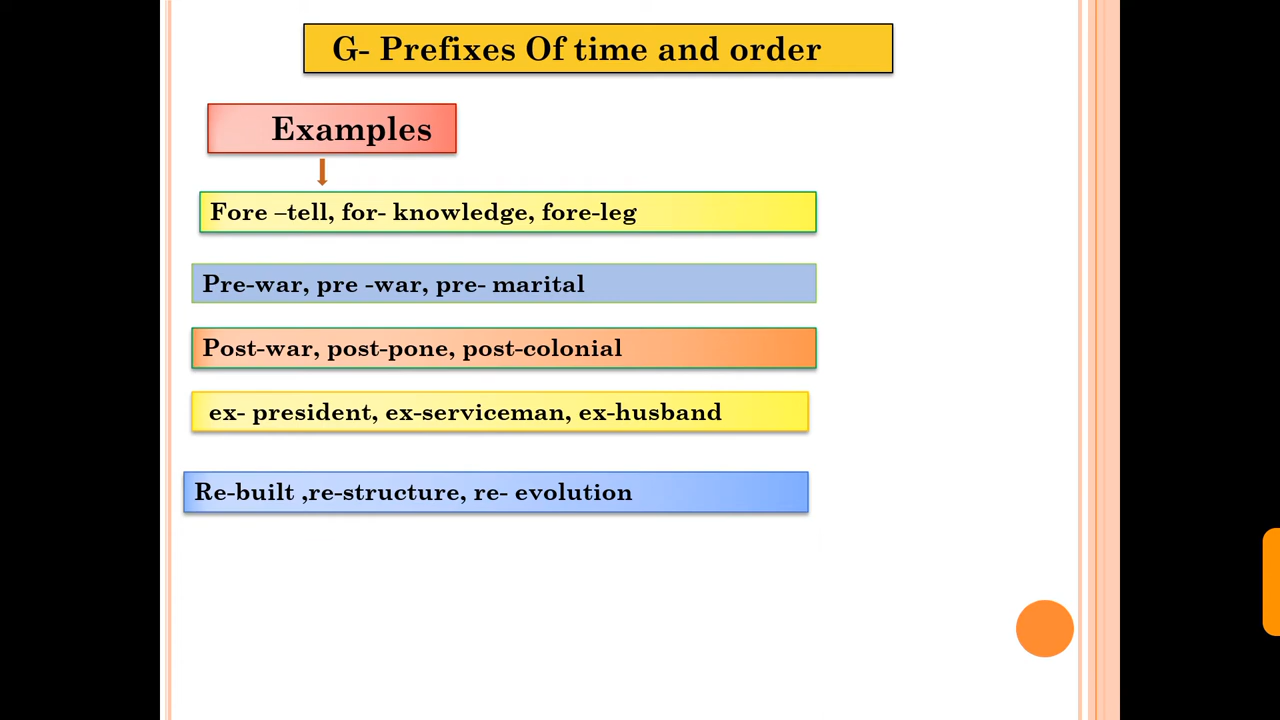 G- Prefixes Of time and order
Examples
Fore –tell, for- knowledge, fore-leg
Pre-war, pre -war, pre- marital
Post-war, post-pone, post-colonial
ex- president, ex-serviceman, ex-husband
Re-built ,re-structure, re- evolution